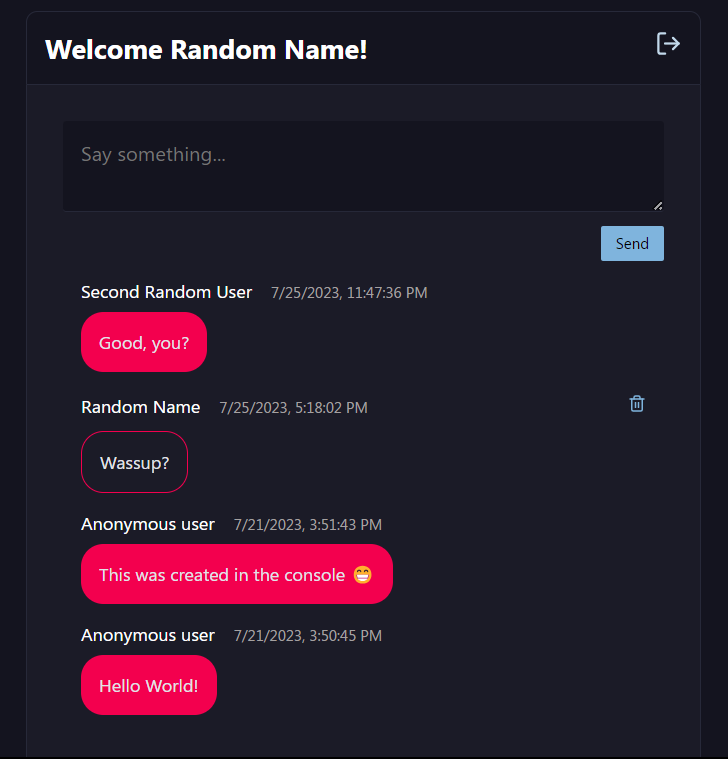 Welcome Random Name!
Say something...
Send
Second Random User 7/25/2023, 11:47:36 PM
Good, you?
Random Name 7/25/2023, 5:18:02 PM
Wassup?
Anonymous user 7/21/2023, 3:51:43 PM
This was created in the console 😁
Anonymous user 7/21/2023, 3:50:45 PM
Hello World!